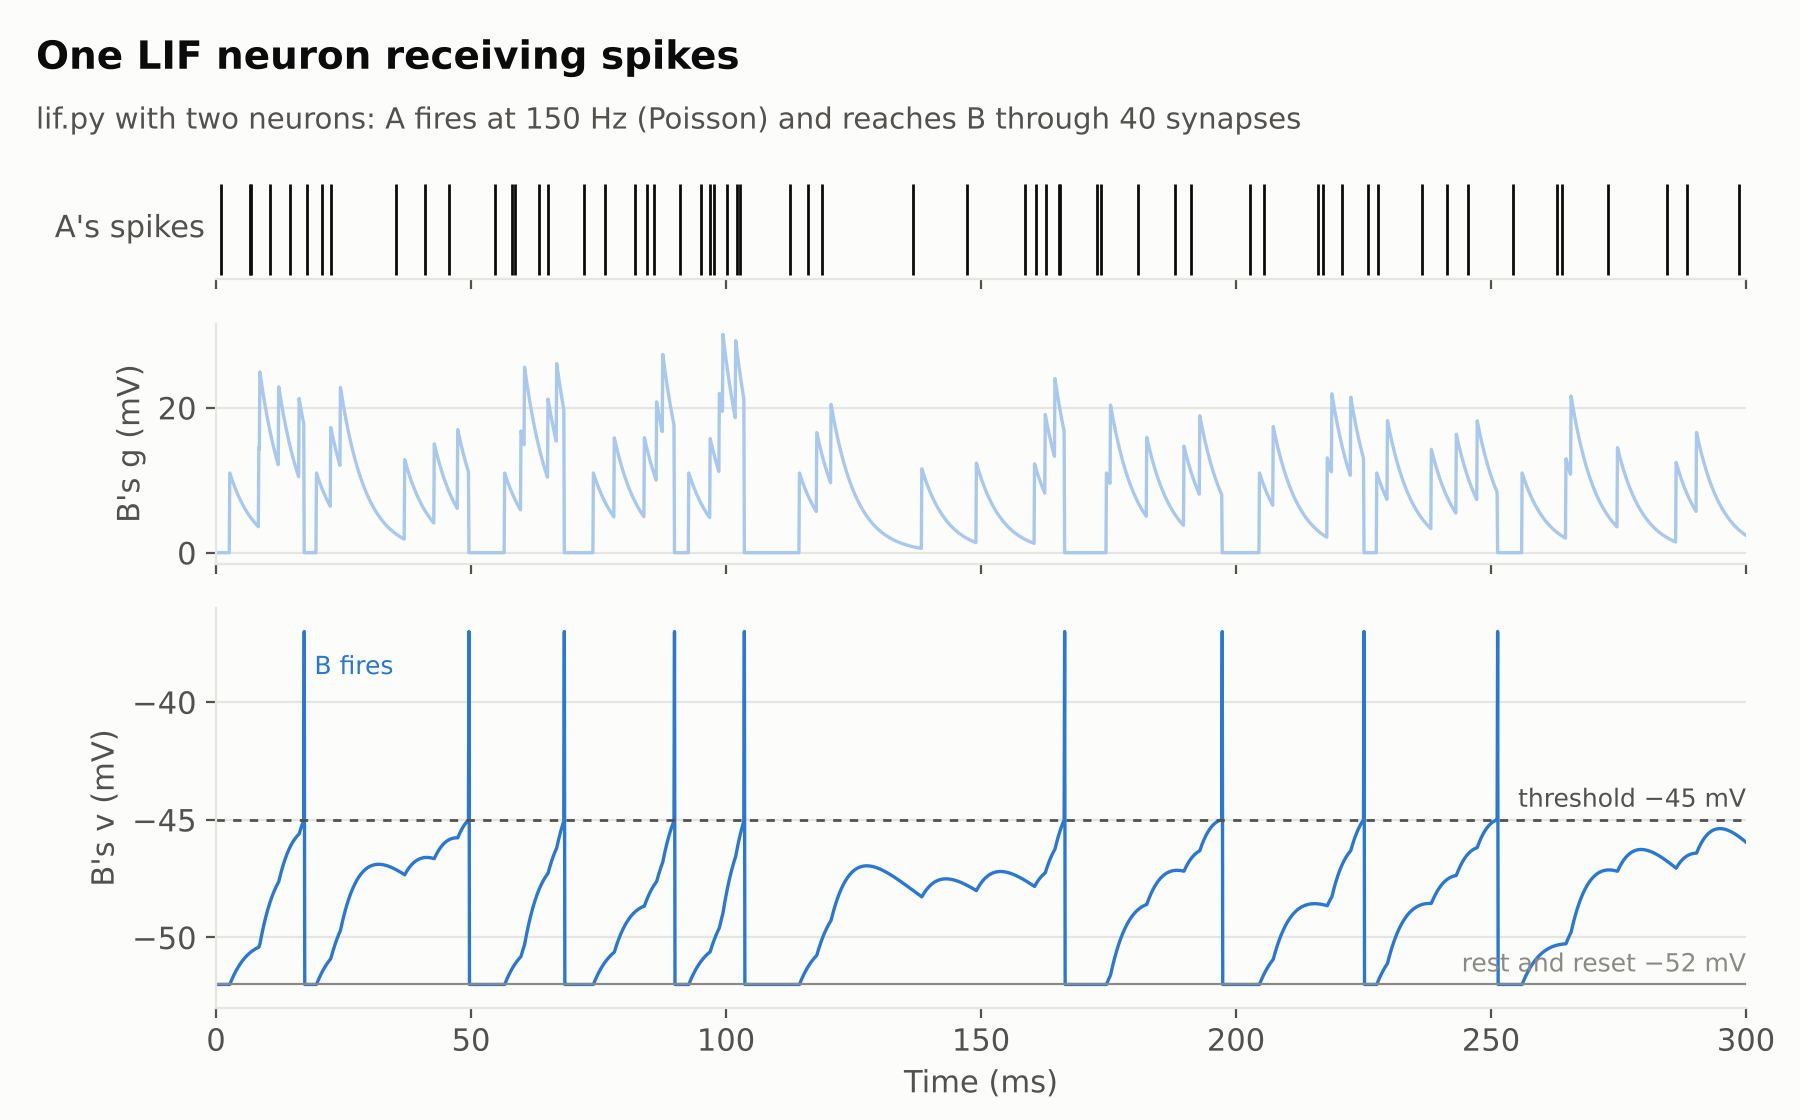 One LIF neuron receiving spikes
lif.py with two neurons: A fires at 150 Hz (Poisson) and reaches B through 40 synapses
A's spikes
B's g (mV)
20
0
B's v (mV)
B fires
−40
threshold −45 mV
−45
−50
rest and reset −52 mV
0 50 100 150 200 250 300
Time (ms)